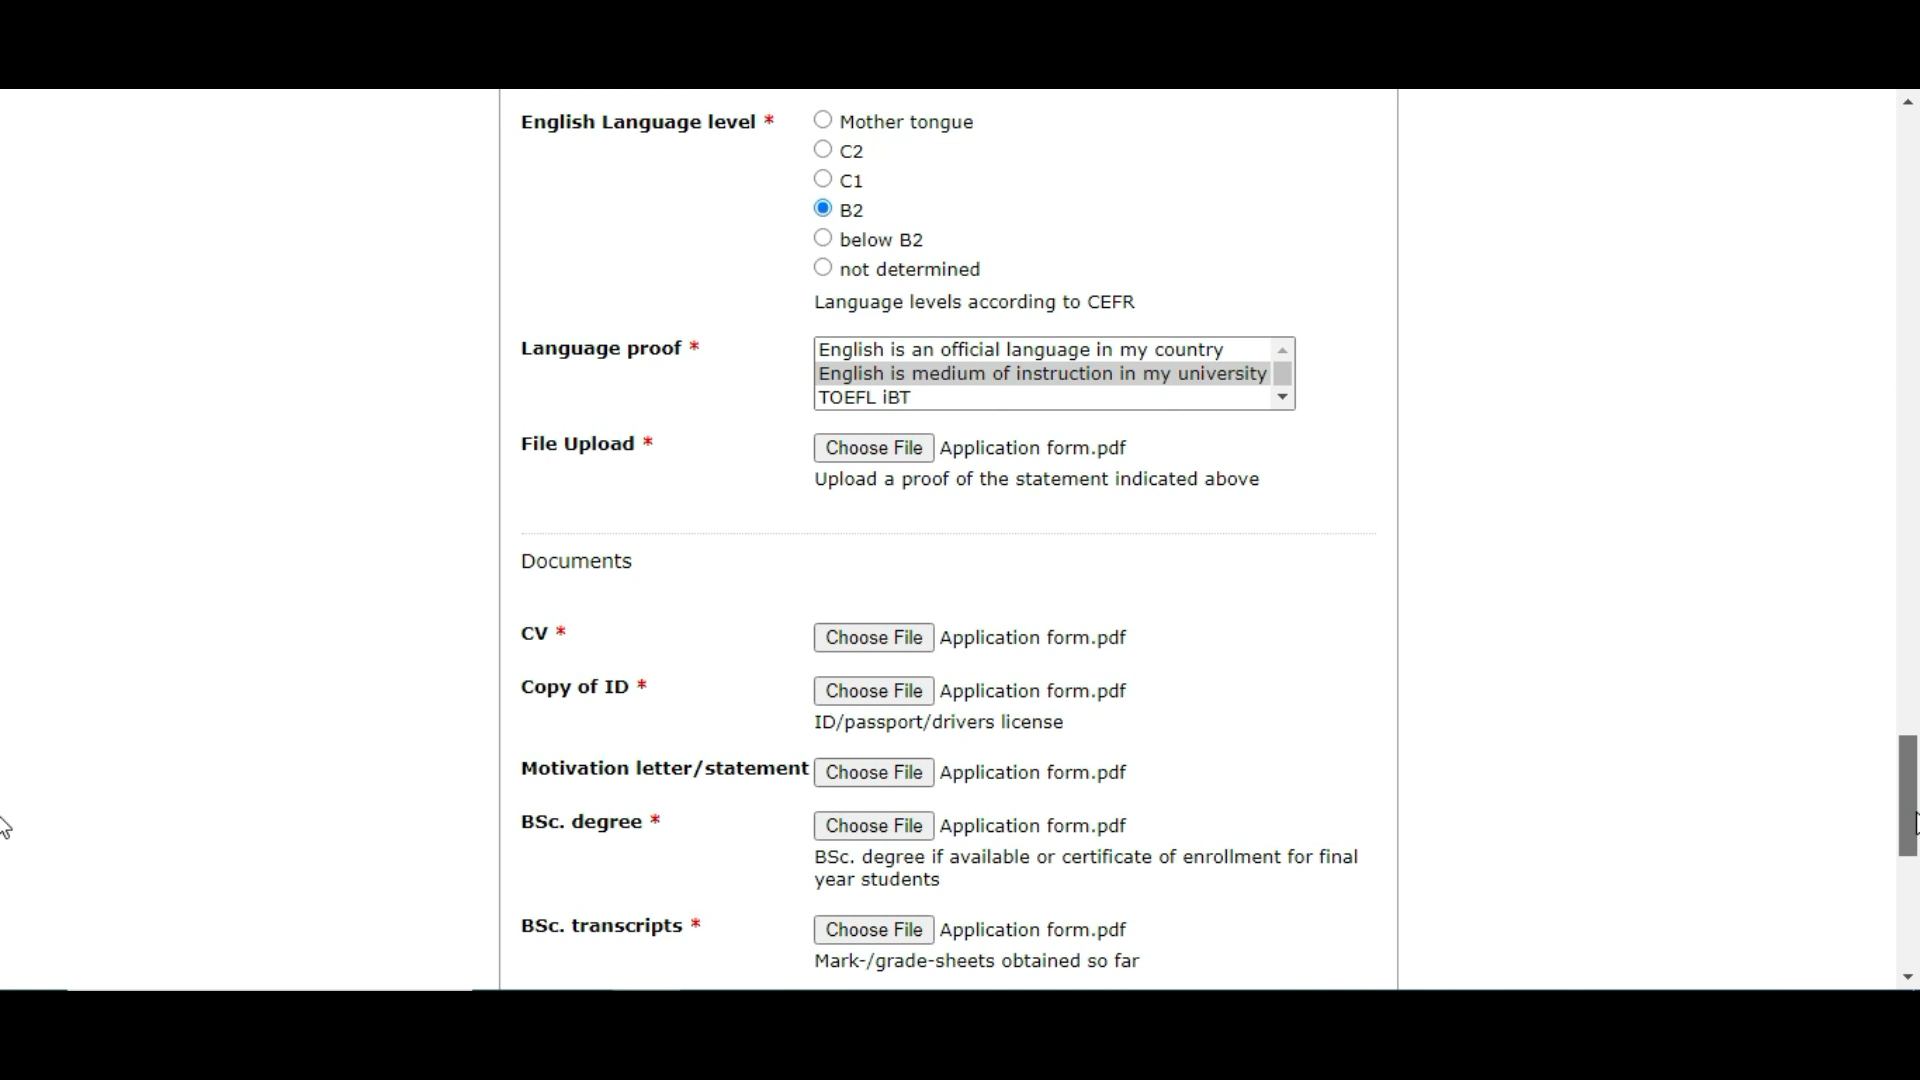 English Language level *
Mother tongue
C2
C1
B2
below B2
not determined
Language levels according to CEFR
Language proof *
English is an official language in my country
English is medium of instruction in my university
TOEFL iBT
File Upload *
Choose File Application form.pdf
Upload a proof of the statement indicated above
Documents
CV *
Choose File Application form.pdf
Copy of ID *
Choose File Application form.pdf
ID/passport/drivers license
Motivation letter/statement
Choose File Application form.pdf
BSc. degree *
Choose File Application form.pdf
BSc. degree if available or certificate of enrollment for final
year students
BSc. transcripts *
Choose File Application form.pdf
Mark-/grade-sheets obtained so far